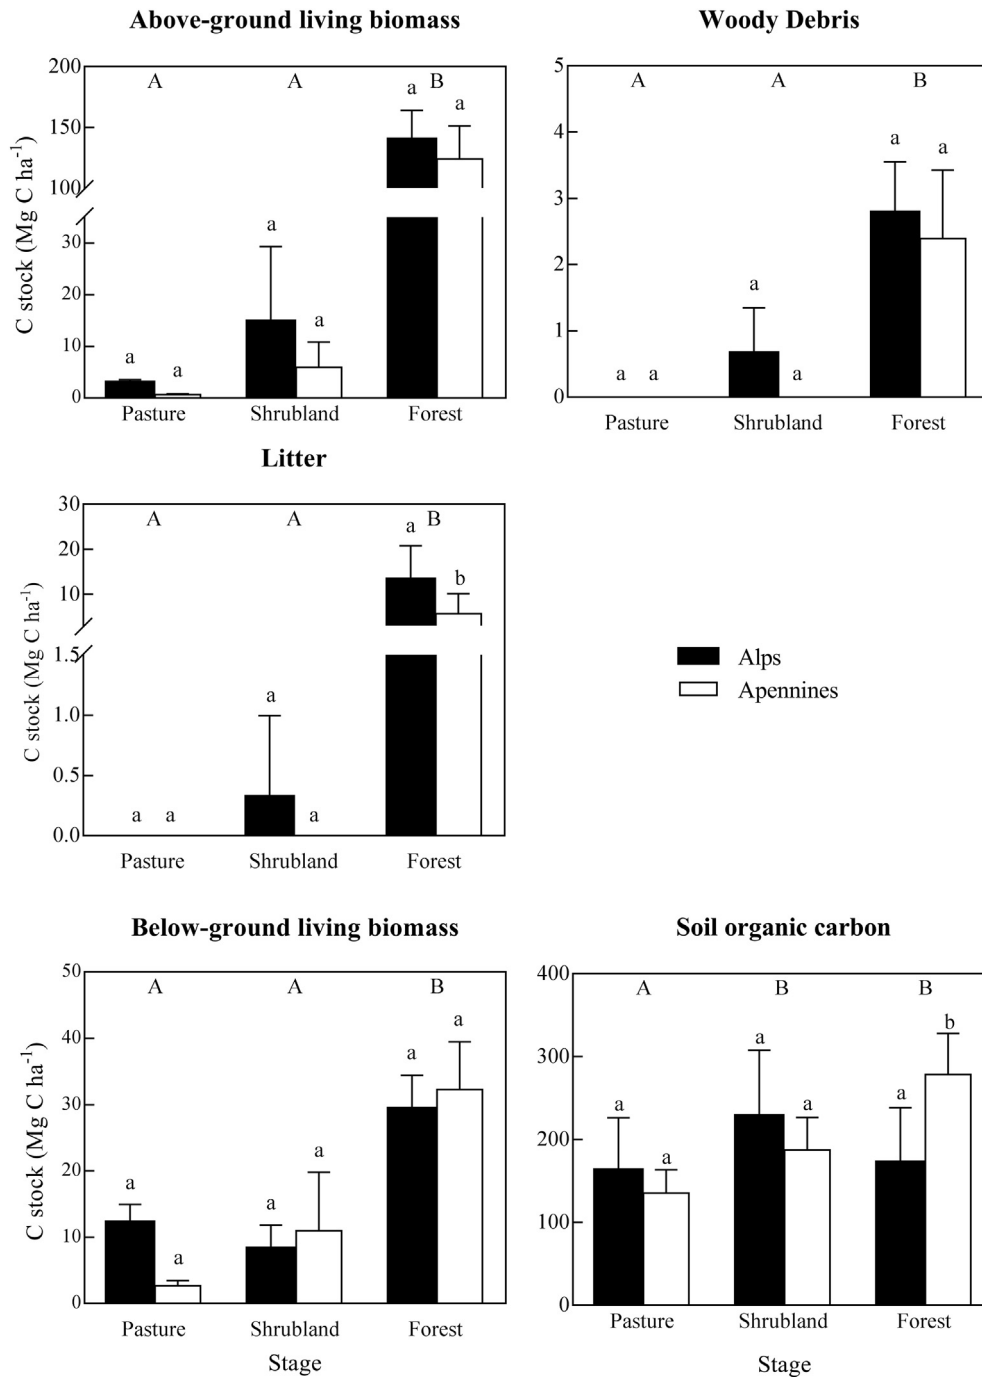 Above-ground living biomass
C stock (Mg C ha-1)
200
150
100
30
20
10
0
A A B
a a a a a a
Pasture Shrubland Forest
Woody Debris
5
4
3
2
1
0
A A B
a a a a a a
Pasture Shrubland Forest
Litter
C stock (Mg C ha-1)
30
20
10
1.5
1.0
0.5
0.0
A A B
a a a a a b
Pasture Shrubland Forest
Alps
Apennines
Below-ground living biomass
C stock (Mg C ha-1)
50
40
30
20
10
0
A A B
a a a a a a
Pasture Shrubland Forest
Stage
Soil organic carbon
400
300
200
100
0
A B B
a a a a a b
Pasture Shrubland Forest
Stage